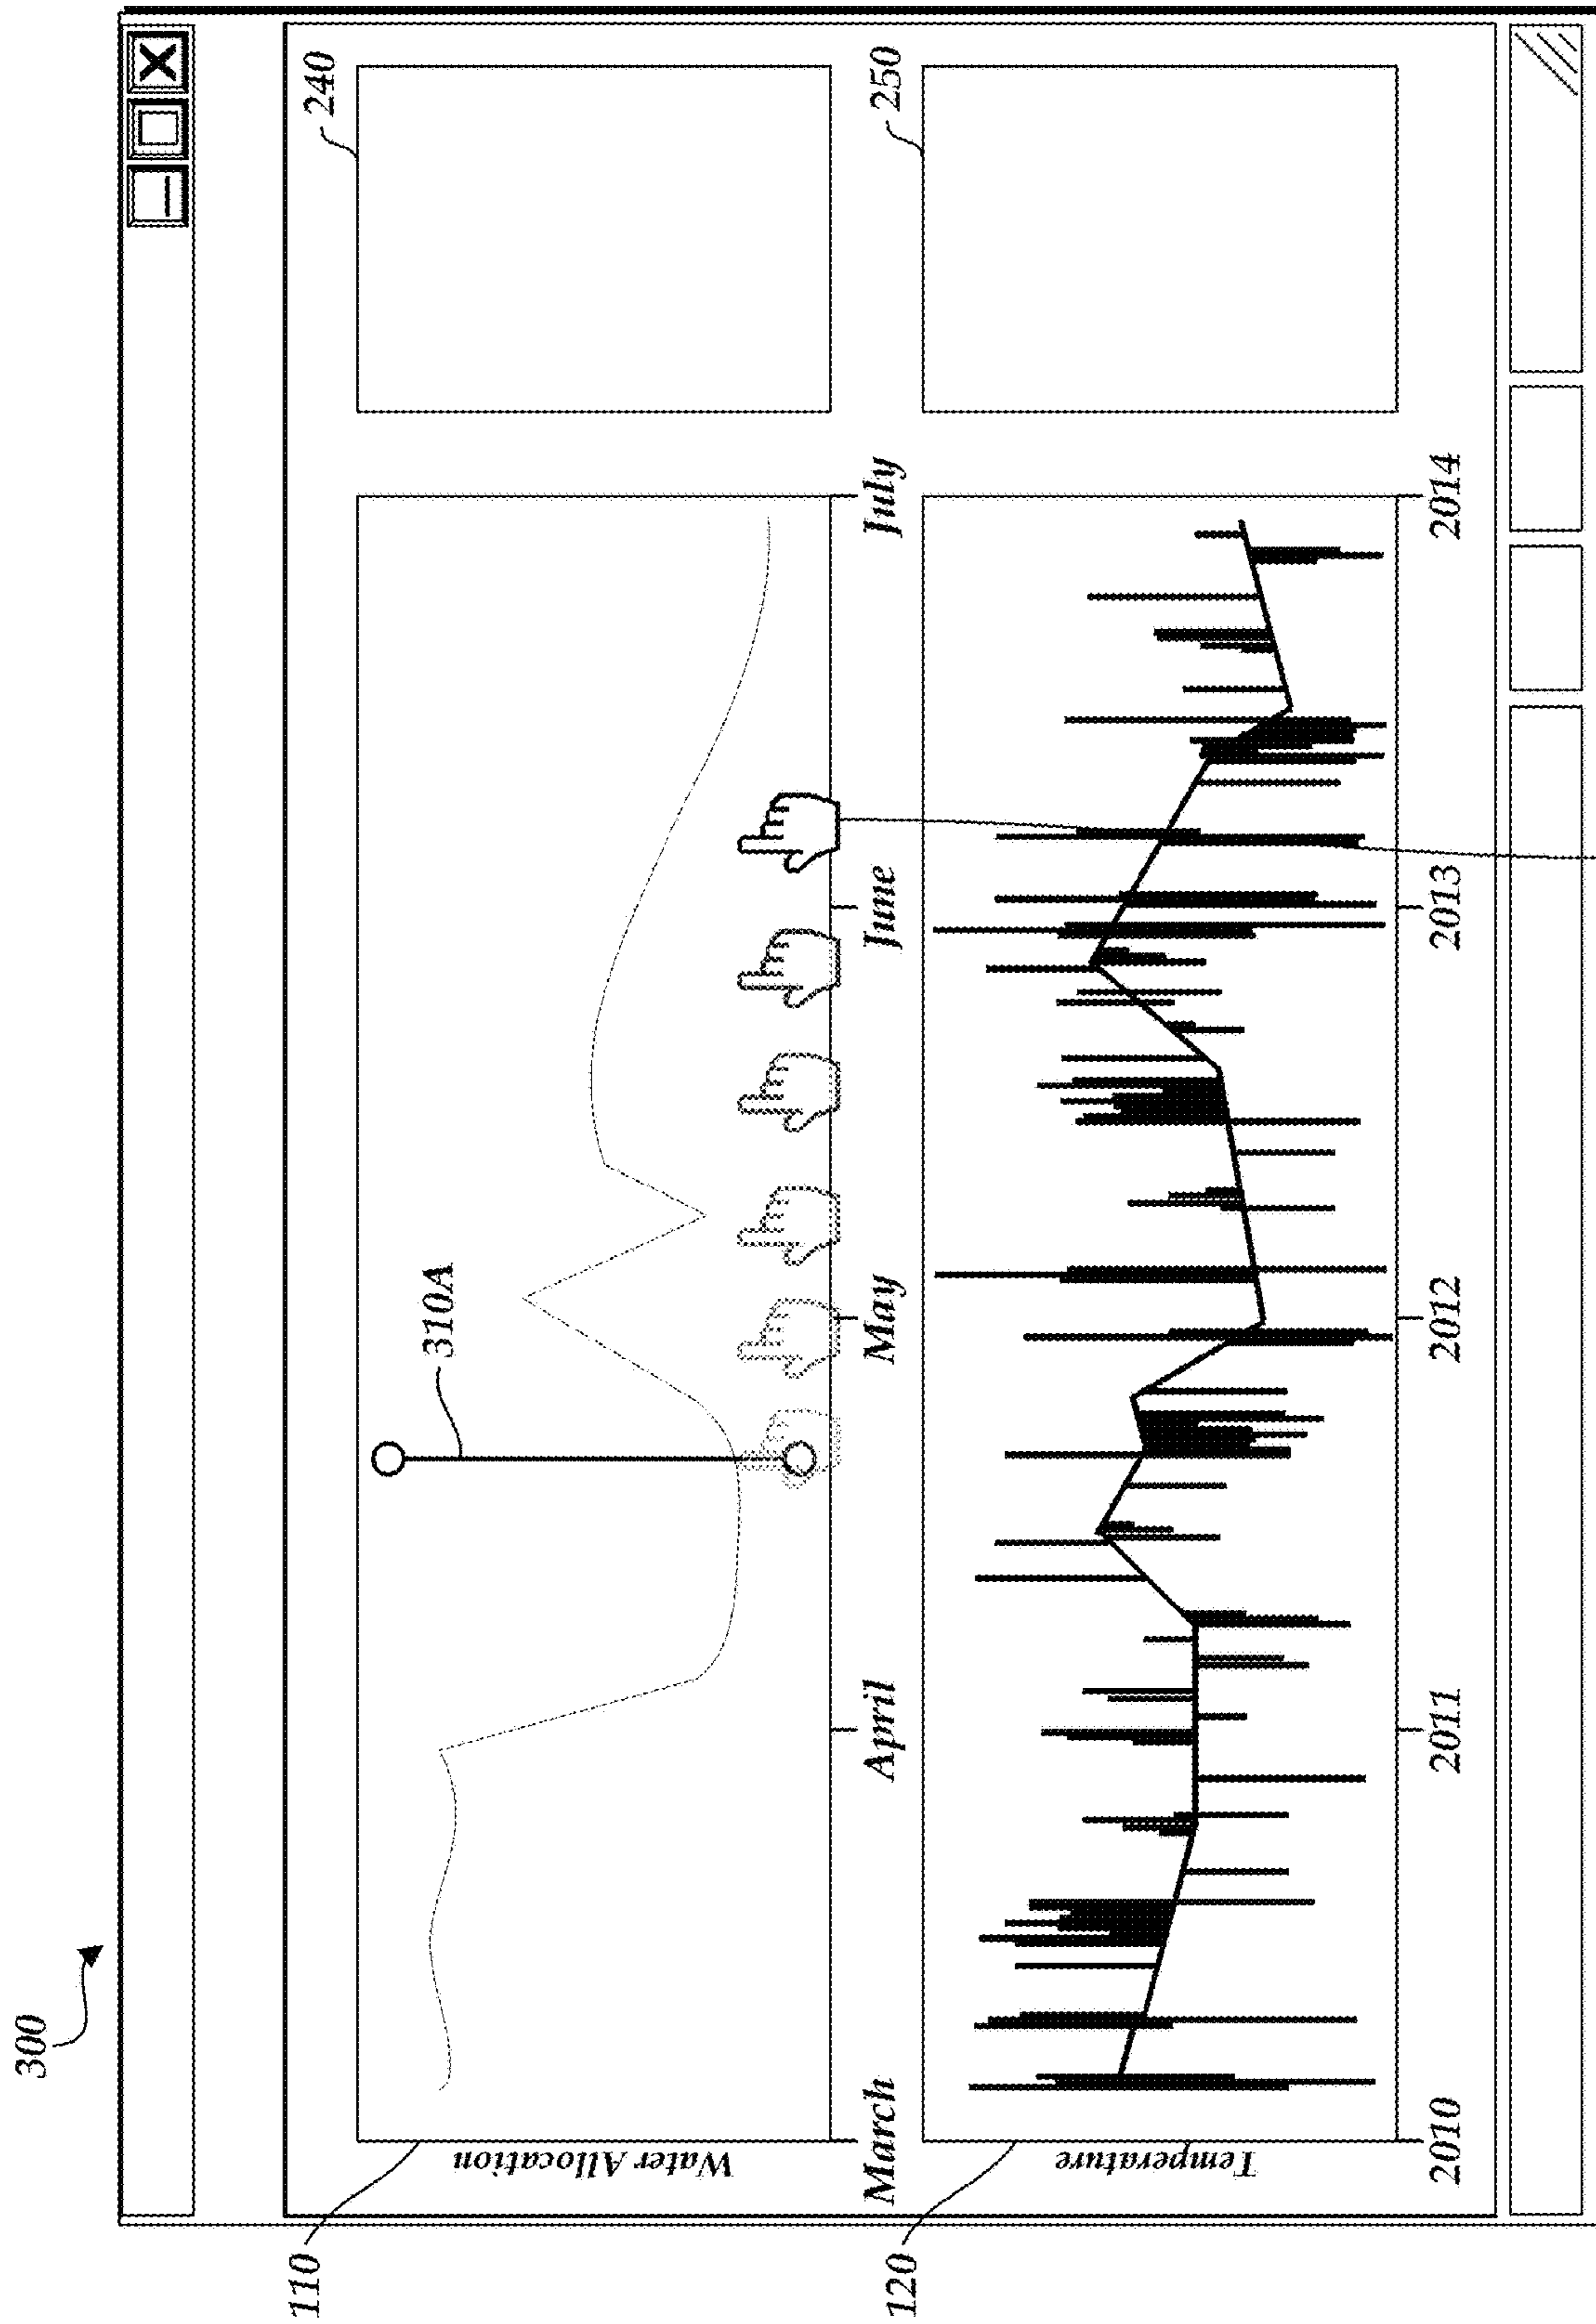 300
110
Water Allocation
240
310A
March
April
May
June
July
120
Temperature
250
2010
2011
2012
2013
2014